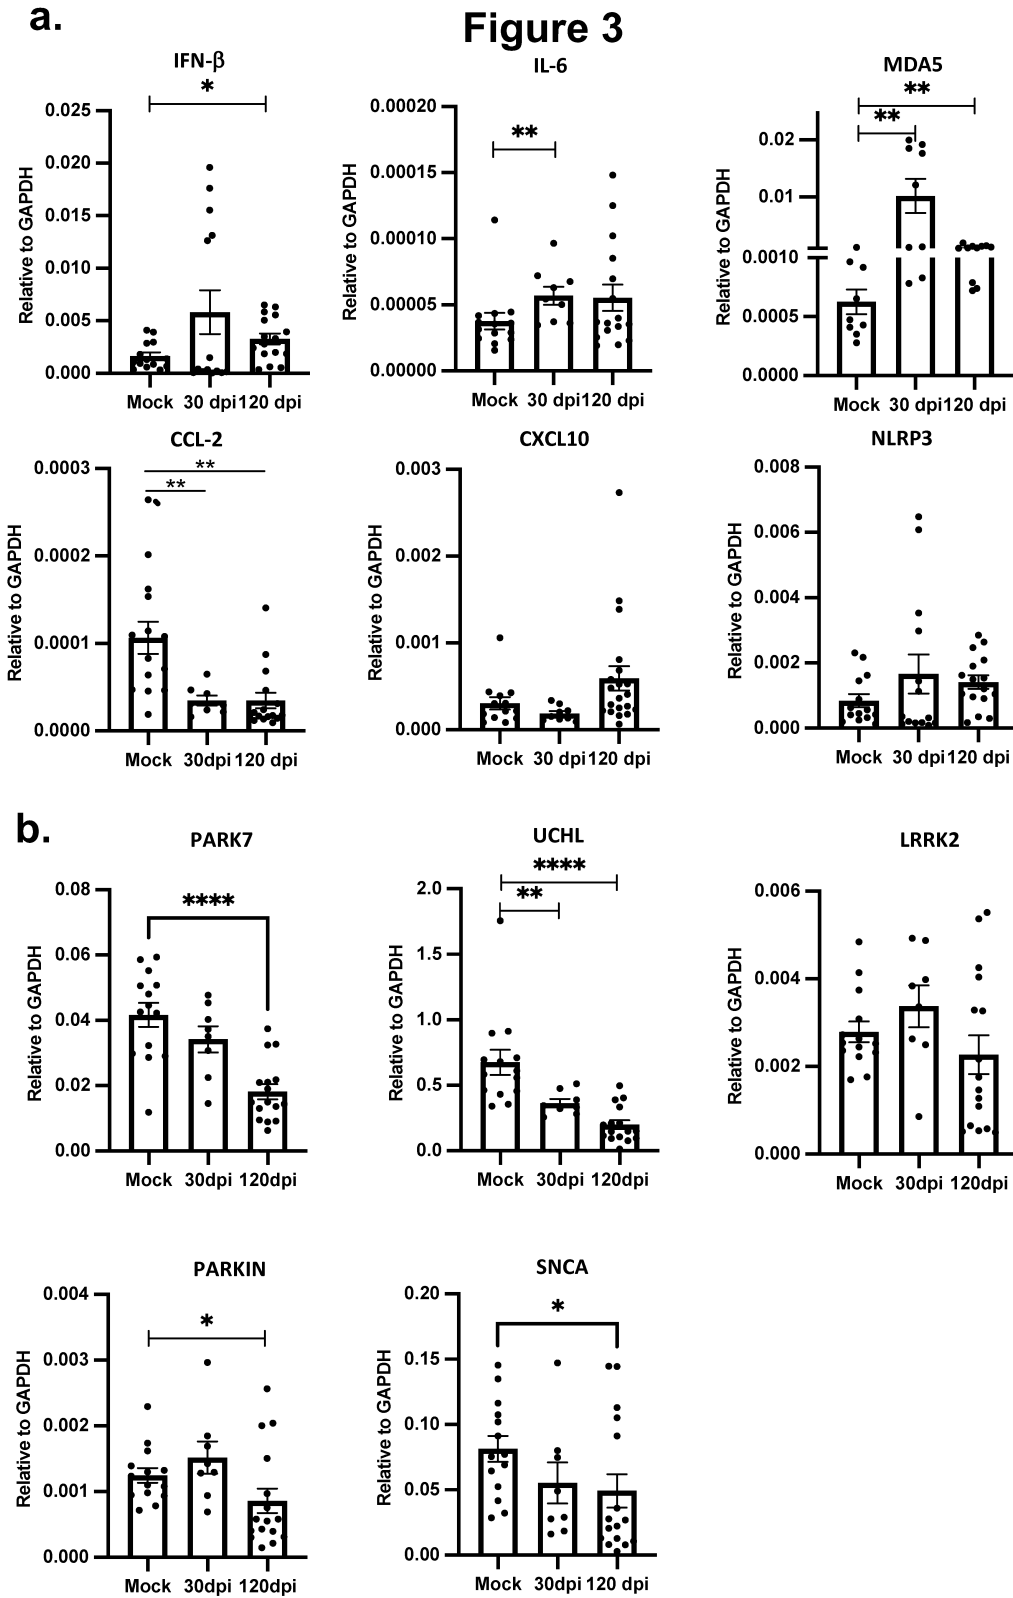 a.
Figure 3
IFN-β
*
0.025
0.020
0.015
0.010
0.005
0.000
Relative to GAPDH
Mock 30 dpi 120 dpi
IL-6
**
0.00020
0.00015
0.00010
0.00005
0.00000
Relative to GAPDH
Mock 30 dpi 120 dpi
MDA5
**
**
0.02
0.01
0.0010
0.0005
0.0000
Relative to GAPDH
Mock 30 dpi 120 dpi
CCL-2
**
**
0.0003
0.0002
0.0001
0.0000
Relative to GAPDH
Mock 30dpi 120 dpi
CXCL10
0.003
0.002
0.001
0.000
Relative to GAPDH
Mock 30 dpi 120 dpi
NLRP3
0.008
0.006
0.004
0.002
0.000
Relative to GAPDH
Mock 30 dpi 120 dpi
b.
PARK7
****
0.08
0.06
0.04
0.02
0.00
Relative to GAPDH
Mock 30dpi 120dpi
UCHL
****
**
2.0
1.5
1.0
0.5
0.0
Relative to GAPDH
Mock 30dpi 120dpi
LRRK2
0.006
0.004
0.002
0.000
Relative to GAPDH
Mock 30dpi 120dpi
PARKIN
*
0.004
0.003
0.002
0.001
0.000
Relative to GAPDH
Mock 30dpi 120dpi
SNCA
*
0.20
0.15
0.10
0.05
0.00
Relative to GAPDH
Mock 30dpi 120 dpi